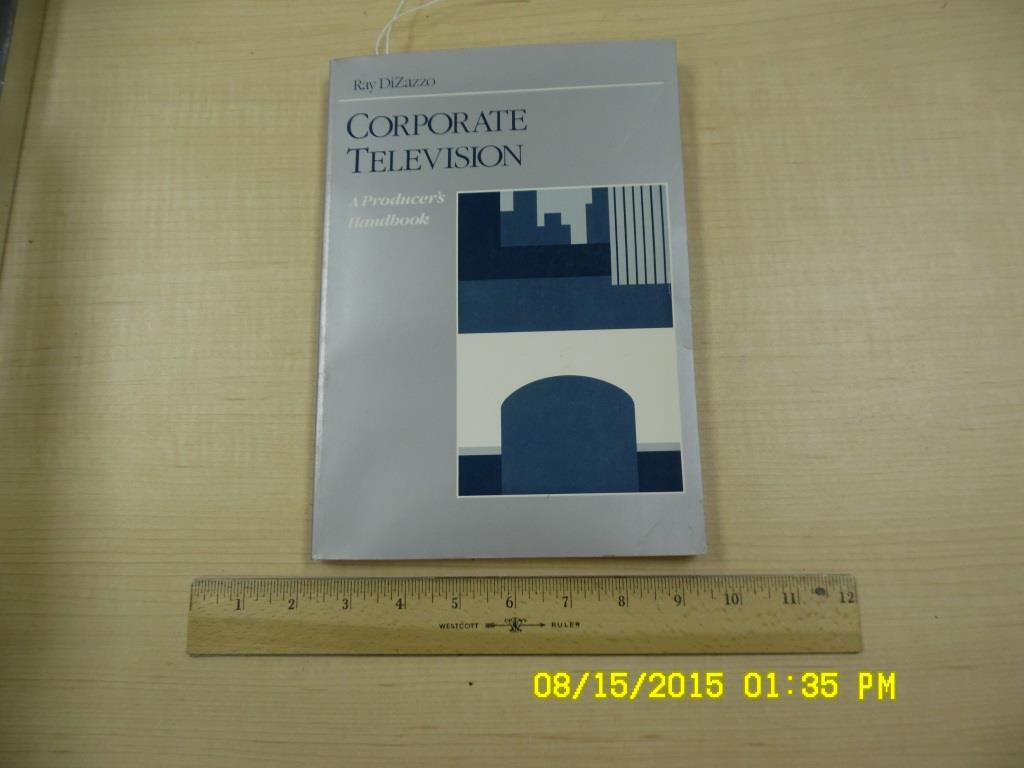 Ray DiZazzo
CORPORATE
TELEVISION
A Producer's
Handbook
1 2 3 4 5 6 7 8 9 10 11 12
WESTCOTT RULER
08/15/2015 01:35 PM